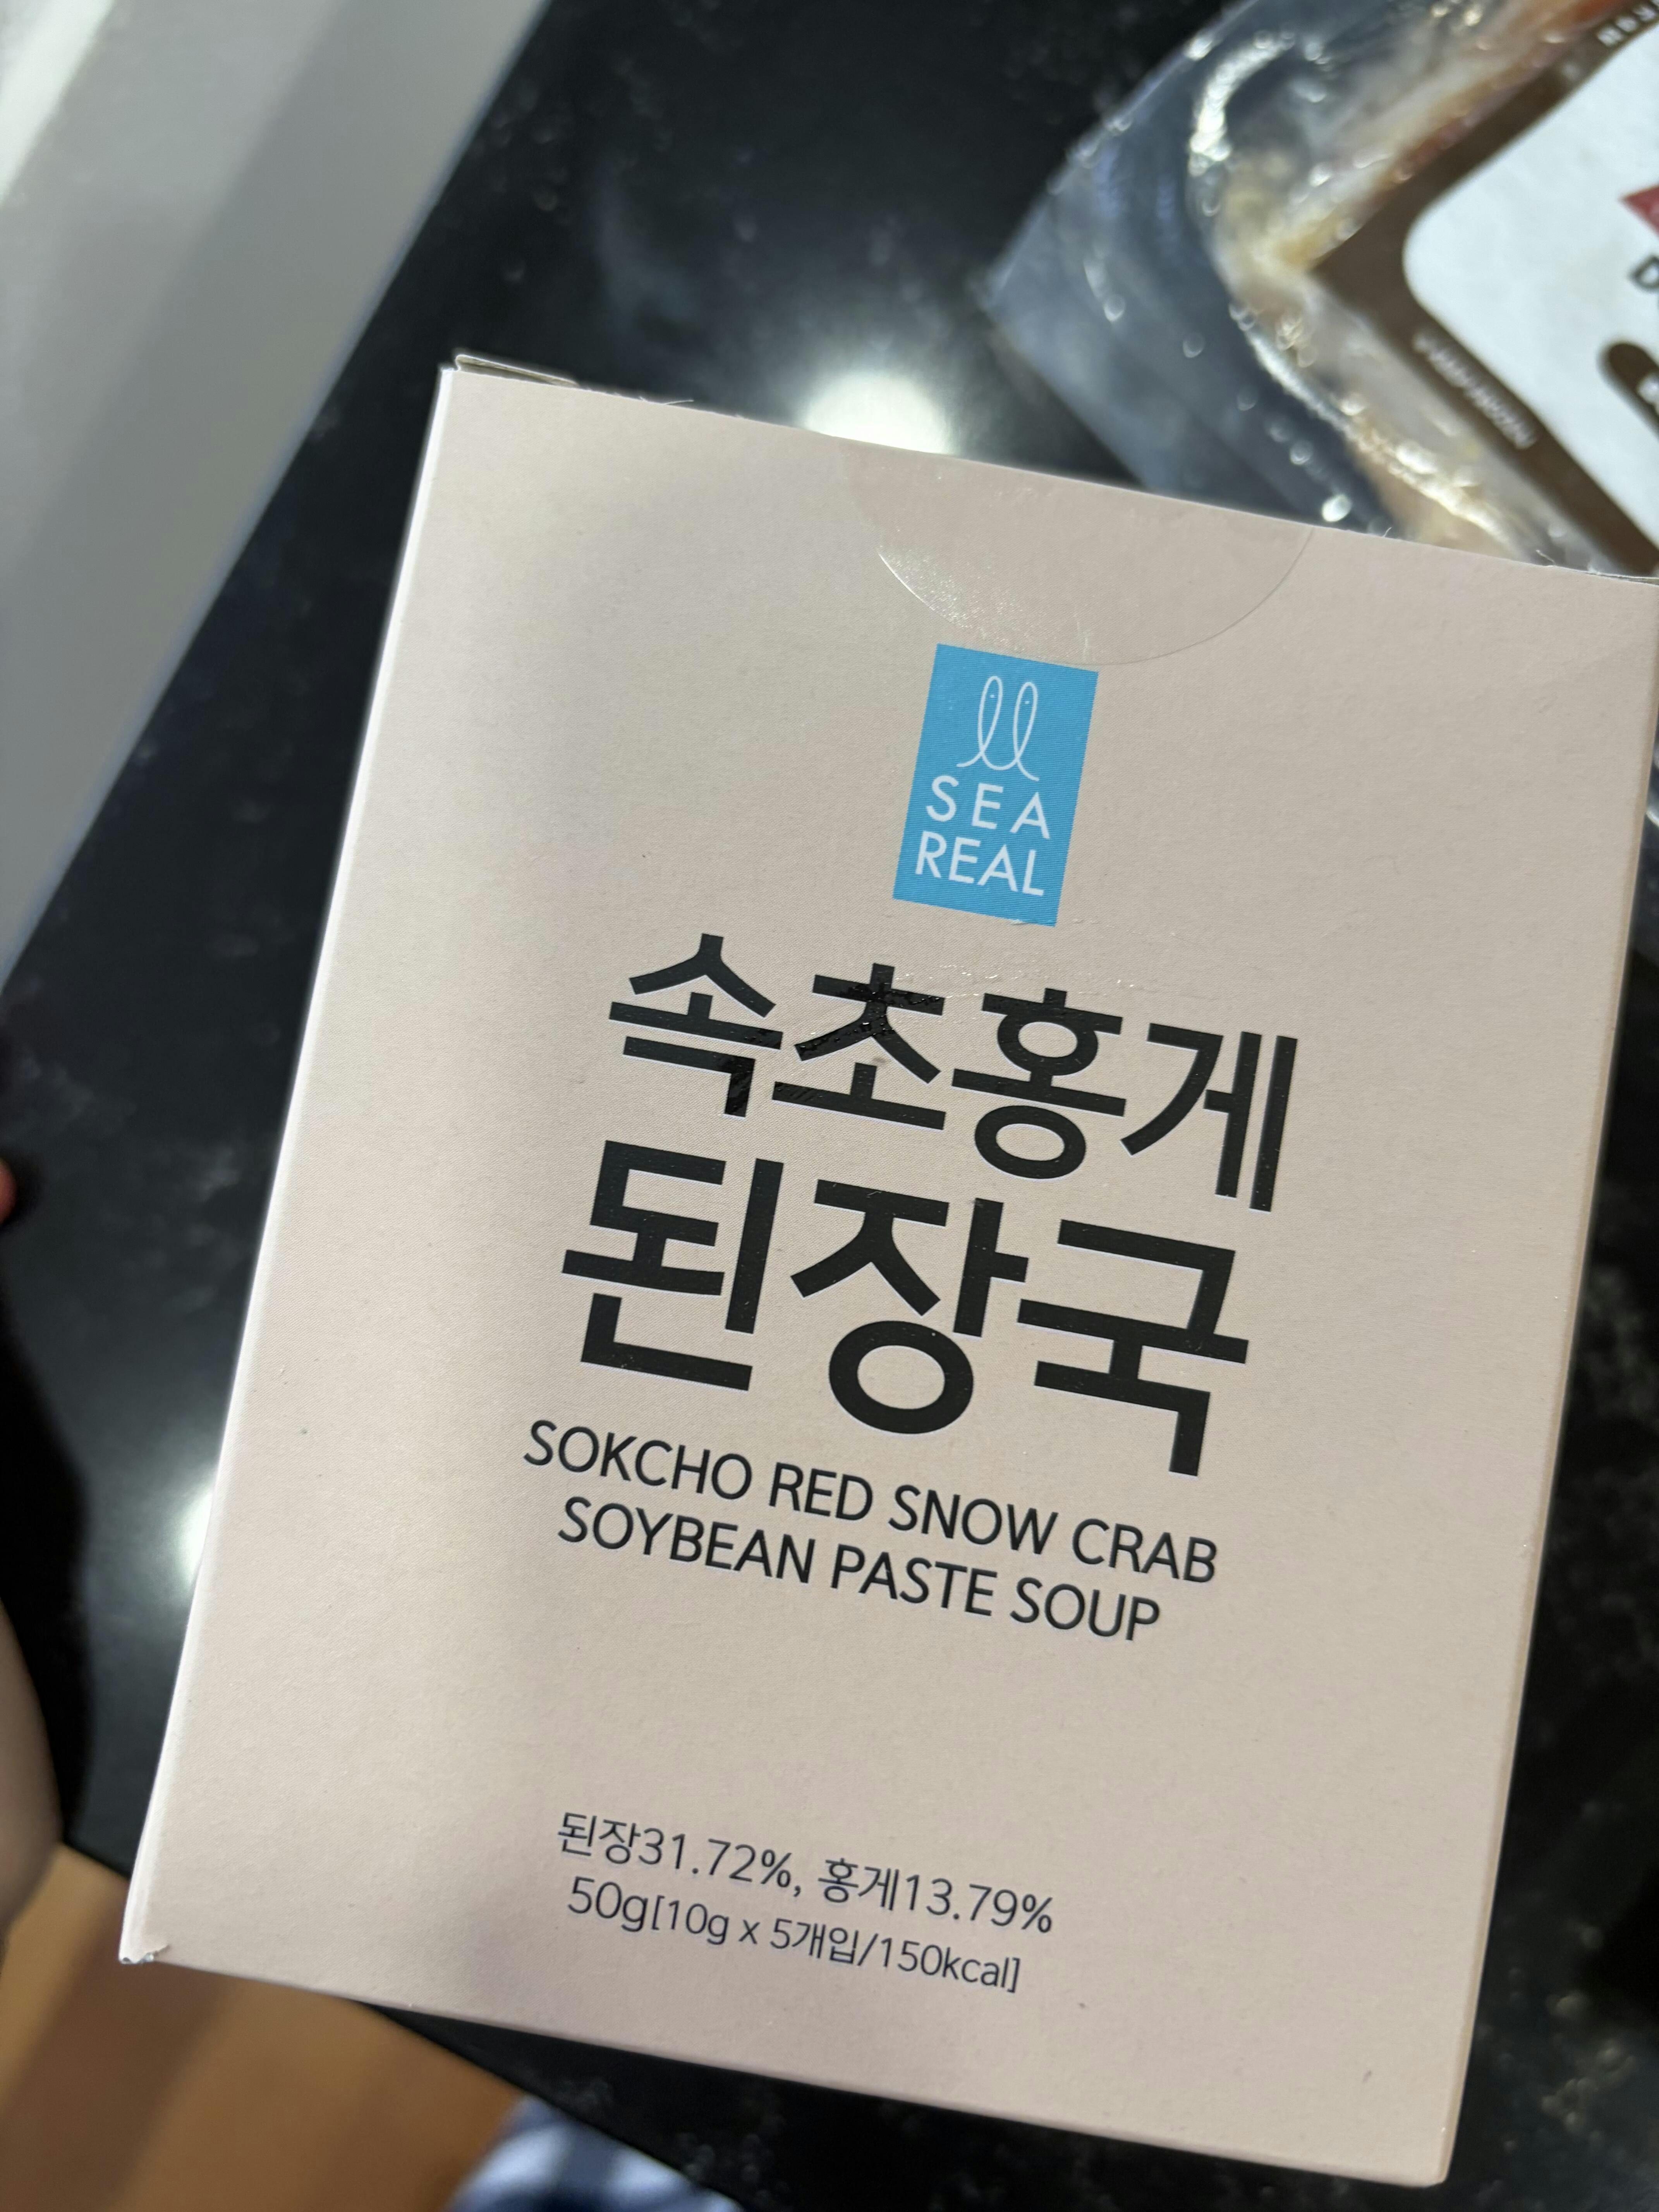 SEA
REAL
속초홍게
된장국
SOKCHO RED SNOW CRAB
SOYBEAN PASTE SOUP
된장31.72%, 홍게13.79%
50g[10g x 5개입/150kcal]